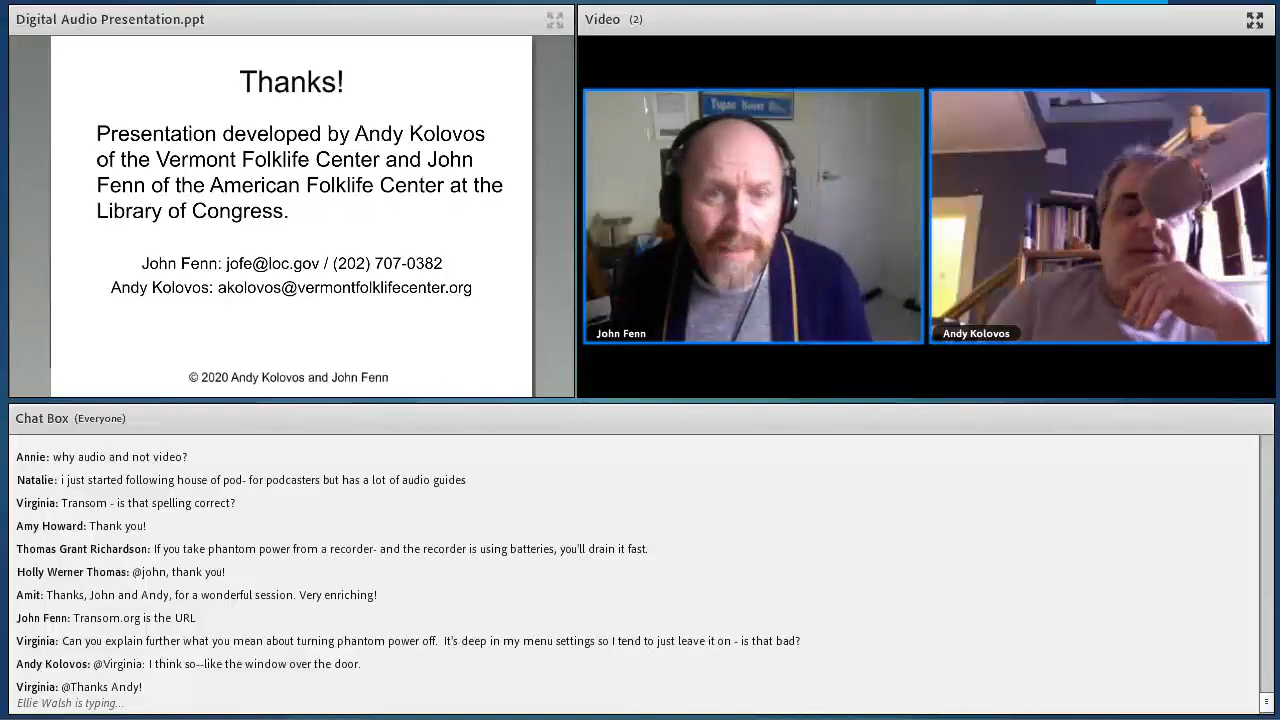 Digital Audio Presentation.ppt
Thanks!
Presentation developed by Andy Kolovos
of the Vermont Folklife Center and John
Fenn of the American Folklife Center at the
Library of Congress.
John Fenn: jofe@loc.gov / (202) 707-0382
Andy Kolovos: akolovos@vermontfolklifecenter.org
© 2020 Andy Kolovos and John Fenn
Video (2)
John Fenn
Andy Kolovos
Chat Box (Everyone)
Annie: why audio and not video?
Natalie: i just started following house of pod- for podcasters but has a lot of audio guides
Virginia: Transom - is that spelling correct?
Amy Howard: Thank you!
Thomas Grant Richardson: If you take phantom power from a recorder- and the recorder is using batteries, you'll drain it fast.
Holly Werner Thomas: @john, thank you!
Amit: Thanks, John and Andy, for a wonderful session. Very enriching!
John Fenn: Transom.org is the URL
Virginia: Can you explain further what you mean about turning phantom power off.  It's deep in my menu settings so I tend to just leave it on - is that bad?
Andy Kolovos: @Virginia: I think so--like the window over the door.
Virginia: @Thanks Andy!
Ellie Walsh is typing...